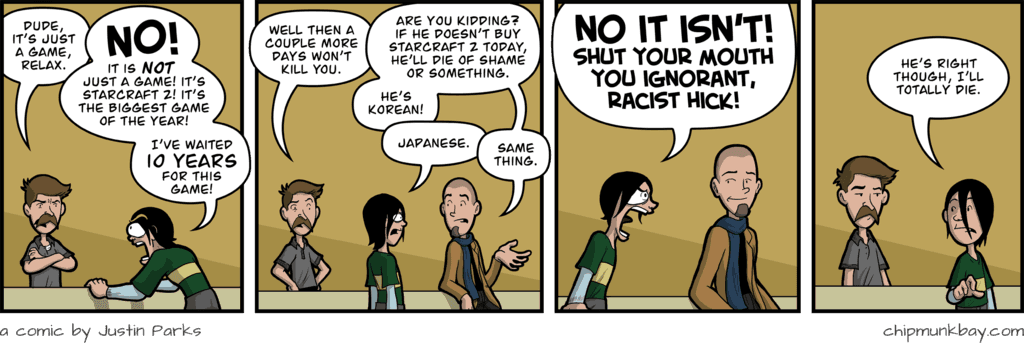 DUDE,
IT'S JUST
A GAME,
RELAX.
NO!
IT IS NOT
JUST A GAME! IT'S
STARCRAFT 2! IT'S
THE BIGGEST GAME
OF THE YEAR!
I'VE WAITED
10 YEARS
FOR THIS
GAME!
WELL THEN A
COUPLE MORE
DAYS WON'T
KILL YOU.
ARE YOU KIDDING?
IF HE DOESN'T BUY
STARCRAFT 2 TODAY,
HE'LL DIE OF SHAME
OR SOMETHING.
HE'S
KOREAN!
JAPANESE.
SAME
THING.
NO IT ISN'T!
SHUT YOUR MOUTH
YOU IGNORANT,
RACIST HICK!
HE'S RIGHT
THOUGH, I'LL
TOTALLY DIE.
a comic by Justin Parks
chipmunkbay.com